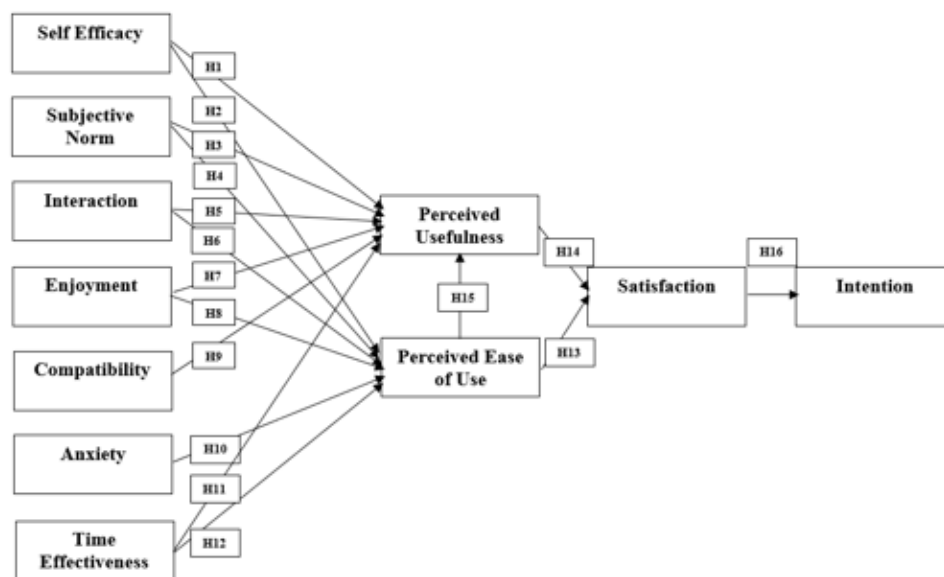 Self Efficacy
H1
H2
Subjective
Norm
H3
H4
Interaction
H5
H6
Perceived
Usefulness
H14
H16
Enjoyment
H7
H8
H15
Satisfaction
Intention
Compatibility
H9
Perceived Ease
of Use
H13
Anxiety
H10
H11
Time
Effectiveness
H12